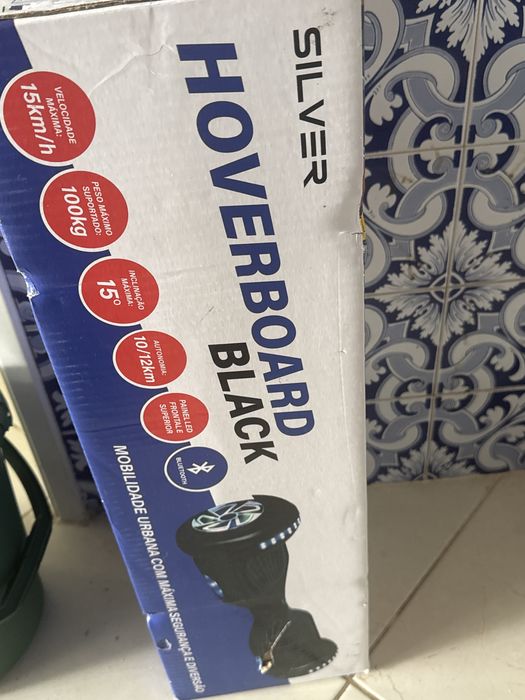 SILVER
HOVERBOARD
BLACK
VELOCIDADE
MÁXIMA:
15km/h
PESO MÁXIMO
SUPORTADO:
100kg
INCLINAÇÃO
MÁXIMA:
15º
AUTONOMIA:
10/12km
PAINEL LED
FRONTAL E
SUPERIOR
BLUETOOTH
MOBILIDADE URBANA COM MÁXIMA SEGURANÇA E DIVERSÃO